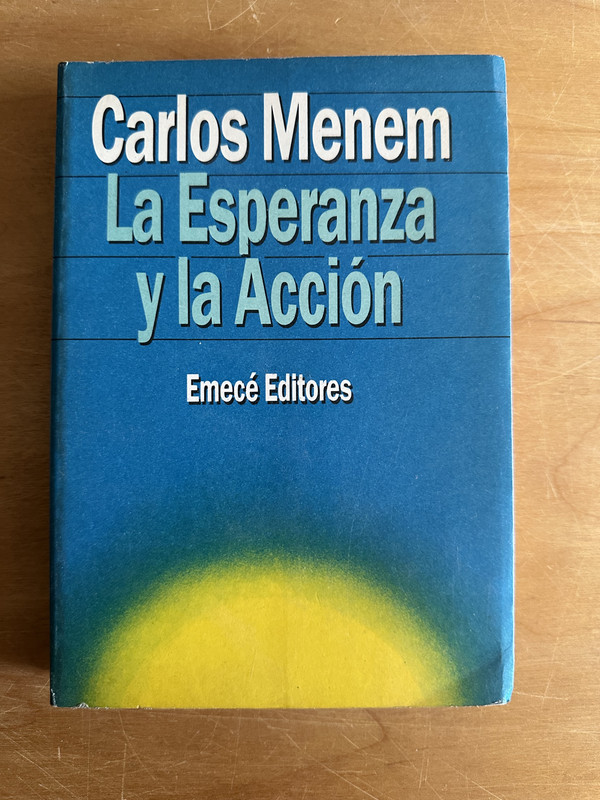 Carlos Menem
La Esperanza
y la Acción
Emecé Editores